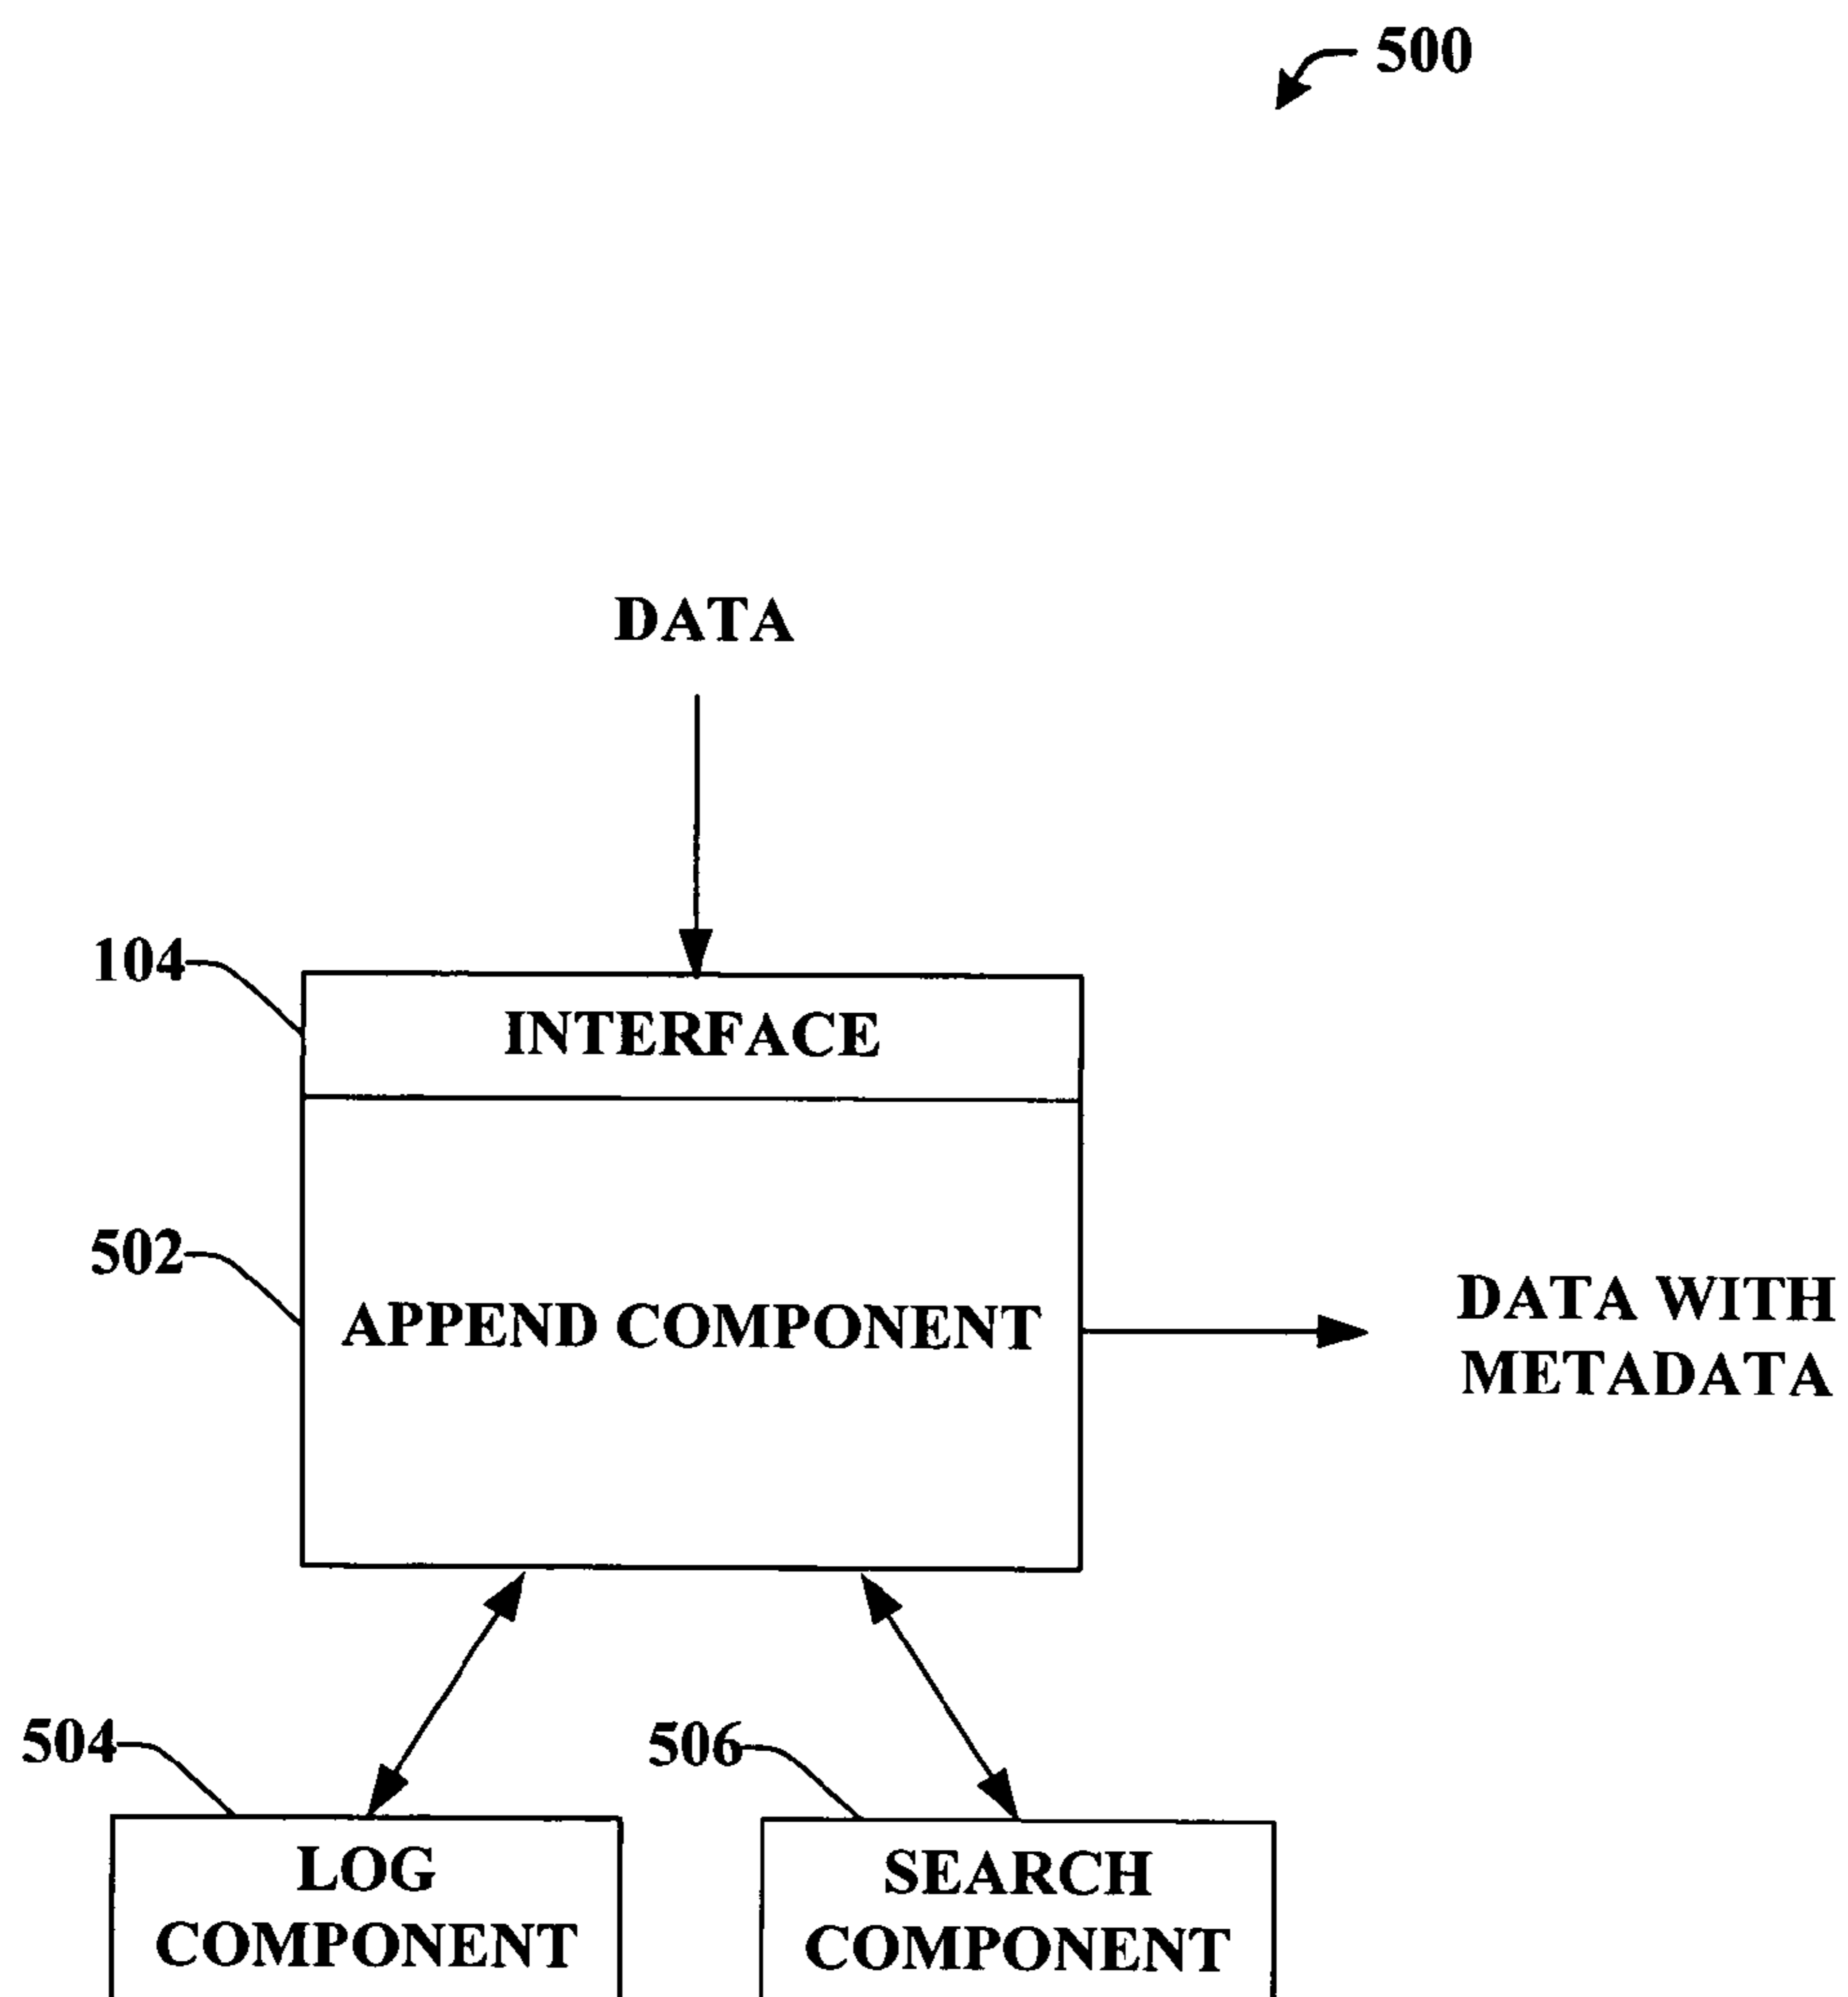 500
DATA
104
INTERFACE
502
APPEND COMPONENT
DATA WITH
METADATA
504
506
LOG
COMPONENT
SEARCH
COMPONENT